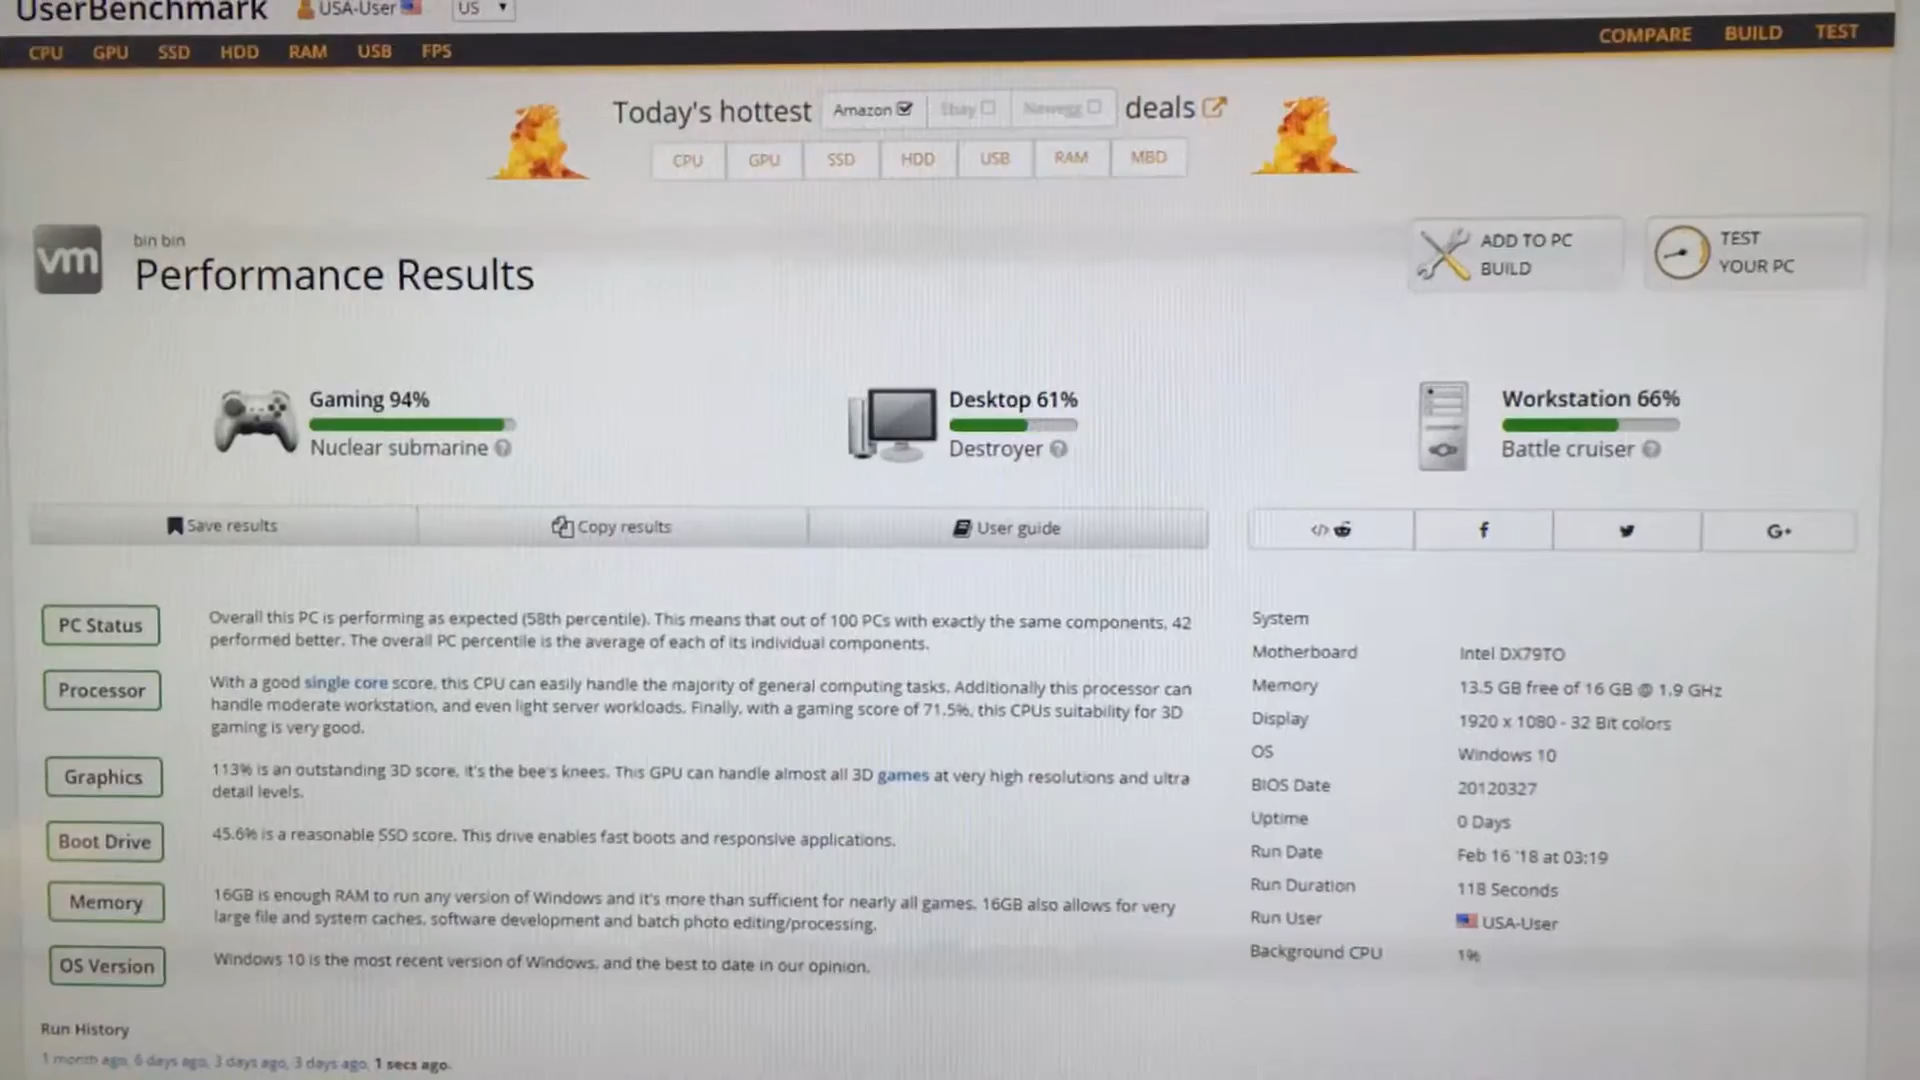 UserBenchmark USA-User US
CPU GPU SSD HDD RAM USB FPS COMPARE BUILD TEST
Today's hottest Amazon Ebay Newegg deals
CPU GPU SSD HDD USB RAM MBD
vm
bin bin
Performance Results
ADD TO PC
BUILD
TEST
YOUR PC
Gaming 94%
Nuclear submarine
Desktop 61%
Destroyer
Workstation 66%
Battle cruiser
Save results Copy results User guide
</> f G+
PC Status
Overall this PC is performing as expected (58th percentile). This means that out of 100 PCs with exactly the same components, 42
performed better. The overall PC percentile is the average of each of its individual components.
Processor
With a good single core score, this CPU can easily handle the majority of general computing tasks. Additionally this processor can
handle moderate workstation, and even light server workloads. Finally, with a gaming score of 71.5%, this CPUs suitability for 3D
gaming is very good.
Graphics
113% is an outstanding 3D score, it's the bee's knees. This GPU can handle almost all 3D games at very high resolutions and ultra
detail levels.
Boot Drive
45.6% is a reasonable SSD score. This drive enables fast boots and responsive applications.
Memory
16GB is enough RAM to run any version of Windows and it's more than sufficient for nearly all games. 16GB also allows for very
large file and system caches, software development and batch photo editing/processing.
OS Version
Windows 10 is the most recent version of Windows, and the best to date in our opinion.
System
Motherboard Intel DX79TO
Memory 13.5 GB free of 16 GB @ 1.9 GHz
Display 1920 x 1080 - 32 Bit colors
OS Windows 10
BIOS Date 20120327
Uptime 0 Days
Run Date Feb 16 '18 at 03:19
Run Duration 118 Seconds
Run User USA-User
Background CPU 1%
Run History
1 month ago, 6 days ago, 3 days ago, 3 days ago, 1 secs ago.